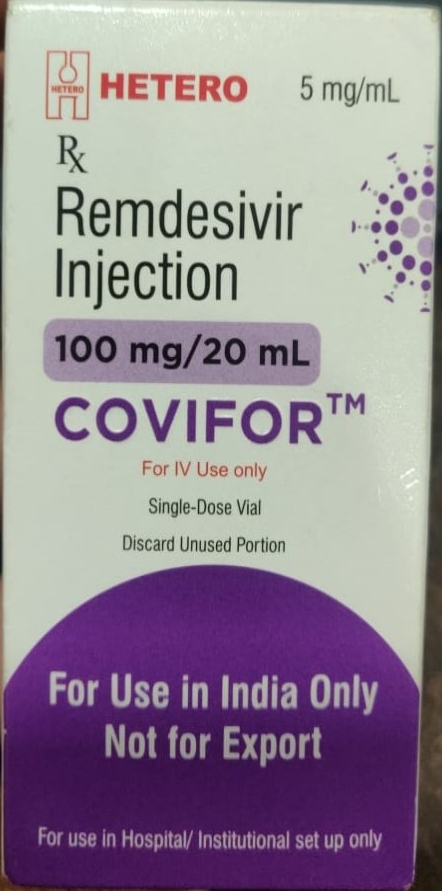 HETERO
HETERO 5 mg/mL
Rx
Remdesivir
Injection
100 mg/20 mL
COVIFOR™
For IV Use only
Single-Dose Vial
Discard Unused Portion
For Use in India Only
Not for Export
For use in Hospital/ Institutional set up only